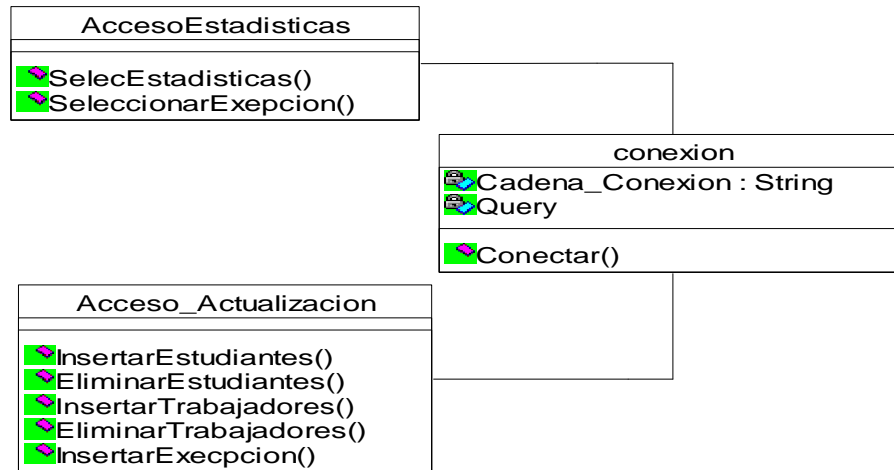 AccesoEstadisticas
SelecEstadisticas()
SeleccionarExepcion()
conexion
Cadena_Conexion : String
Query
Conectar()
Acceso_Actualizacion
InsertarEstudiantes()
EliminarEstudiantes()
InsertarTrabajadores()
EliminarTrabajadores()
InsertarExecpcion()